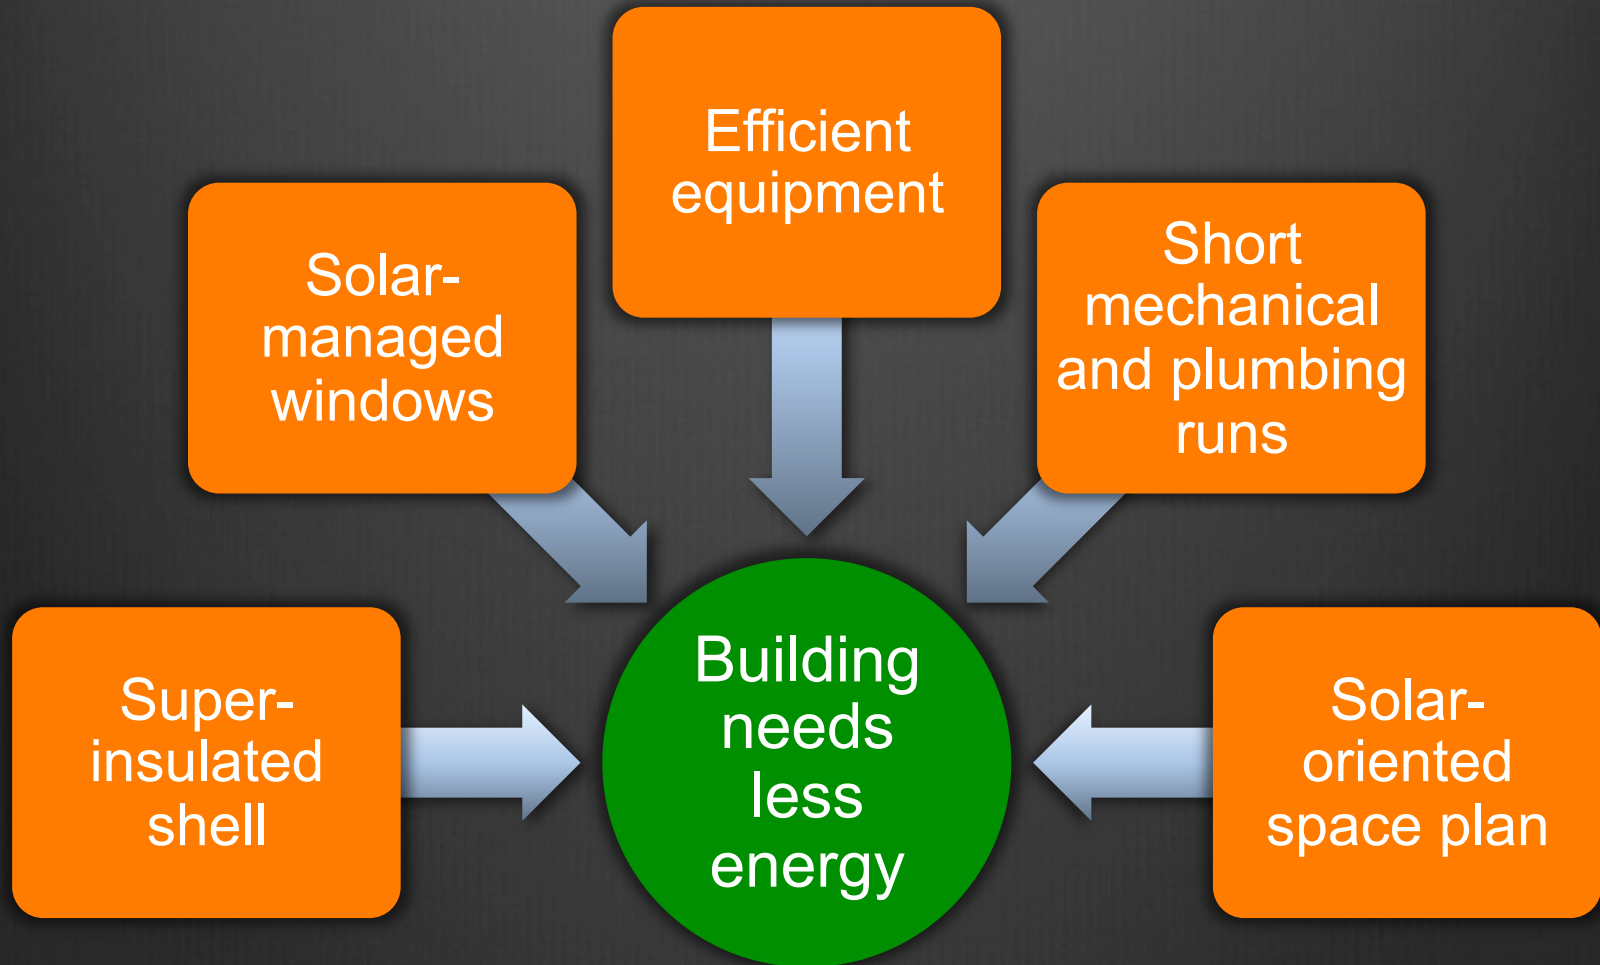 Efficient
equipment
Solar-
managed
windows
Short
mechanical
and plumbing
runs
Super-
insulated
shell
Building
needs
less
energy
Solar-
oriented
space plan